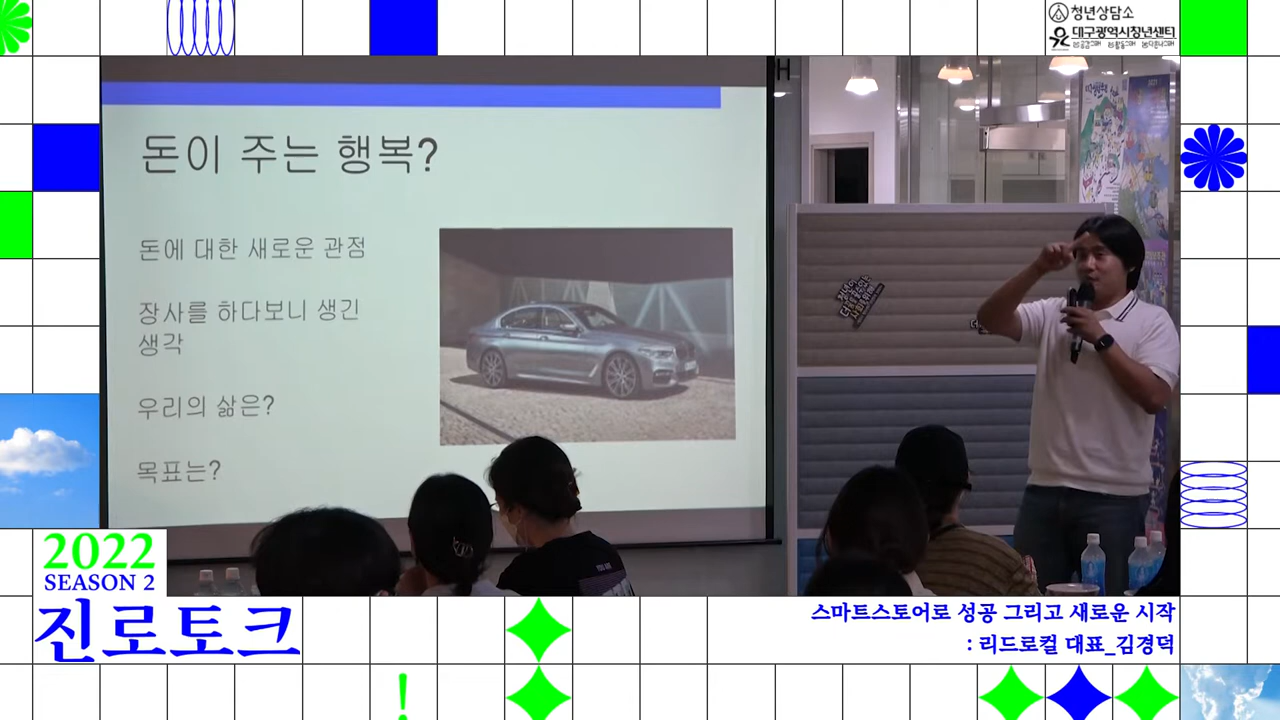 청년상담소
대구광역시청년센터
돈이 주는 행복?
돈에 대한 새로운 관점
장사를 하다보니 생긴
생각
우리의 삶은?
목표는?
2022
SEASON 2
진로토크
!
스마트스토어로 성공 그리고 새로운 시작
: 리드로컬 대표_김경덕